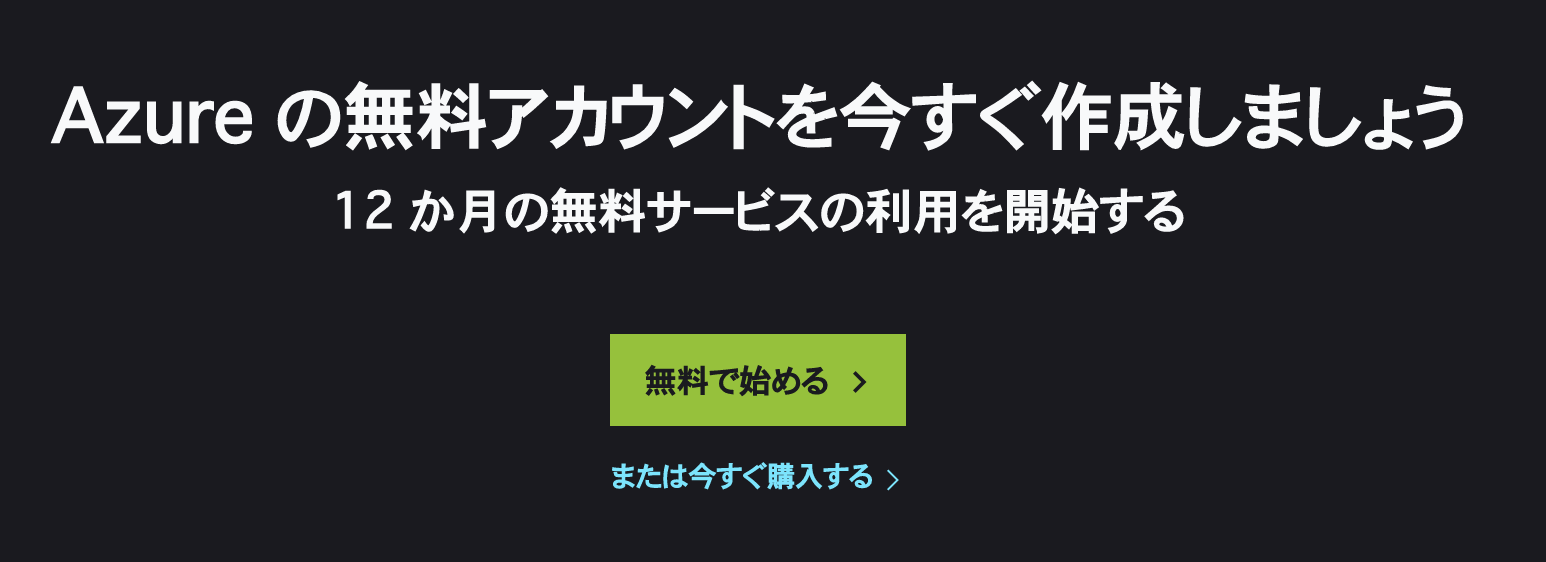 Azure の無料アカウントを今すぐ作成しましょう
12 か月の無料サービスの利用を開始する
無料で始める
または今すぐ購入する